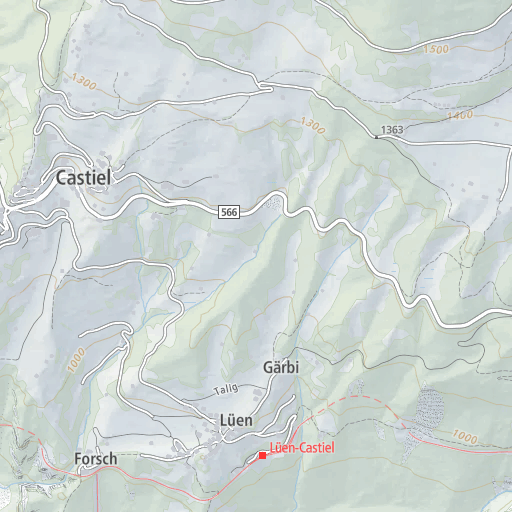 1500
1300
1400
1300
1363
Castiel
566
1000
Gärbi
Talig
Lüen
1000
Lüen-Castiel
Forsch